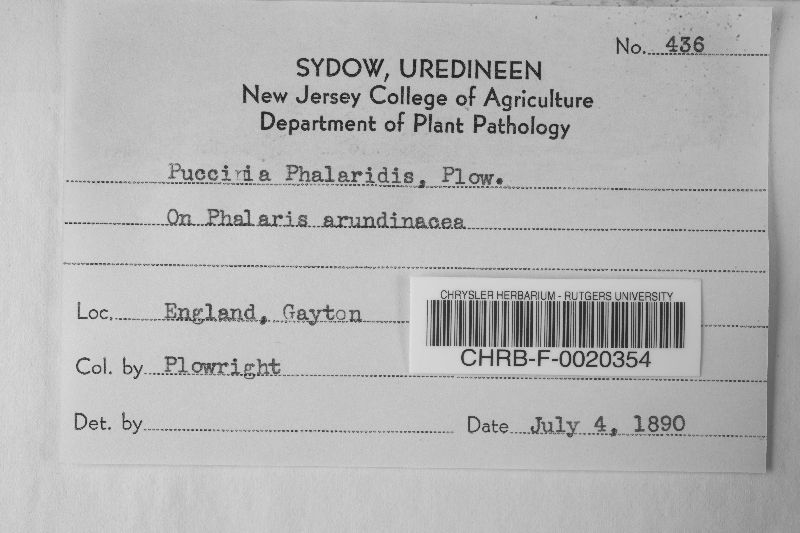 No. 436
SYDOW, UREDINEEN
New Jersey College of Agriculture
Department of Plant Pathology
Pucciria Phalaridis, Plow.
On Phalaris arundinacea
Loc. England, Gayton
CHRYSLER HERBARIUM - RUTGERS UNIVERSITY
CHRB-F-0020354
Col. by Plowright
Det. by
Date July 4, 1890